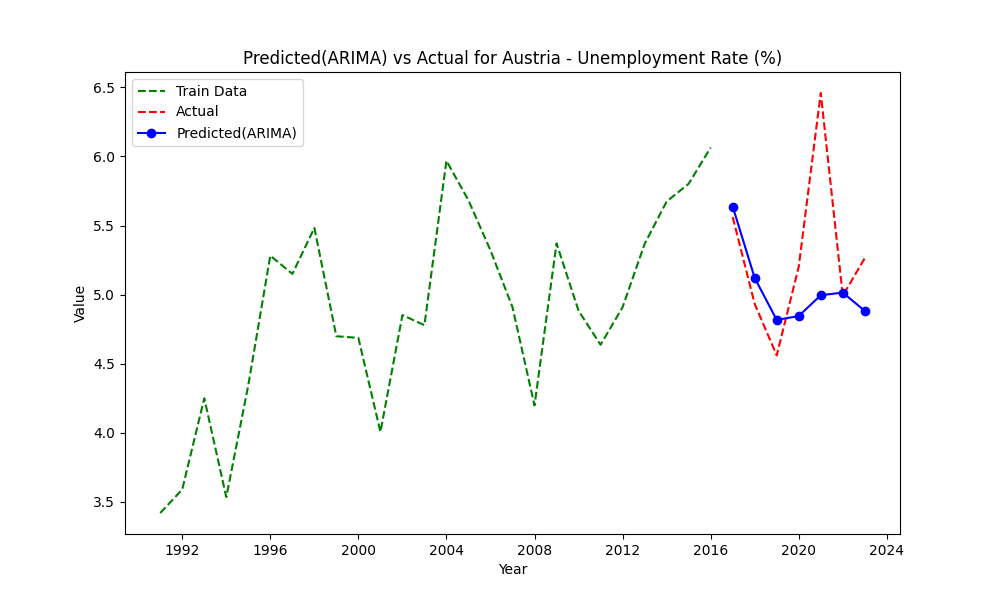 Predicted(ARIMA) vs Actual for Austria - Unemployment Rate (%)
Train Data
Actual
Predicted(ARIMA)
6.5
6.0
5.5
5.0
4.5
4.0
3.5
Value
1992 1996 2000 2004 2008 2012 2016 2020 2024
Year